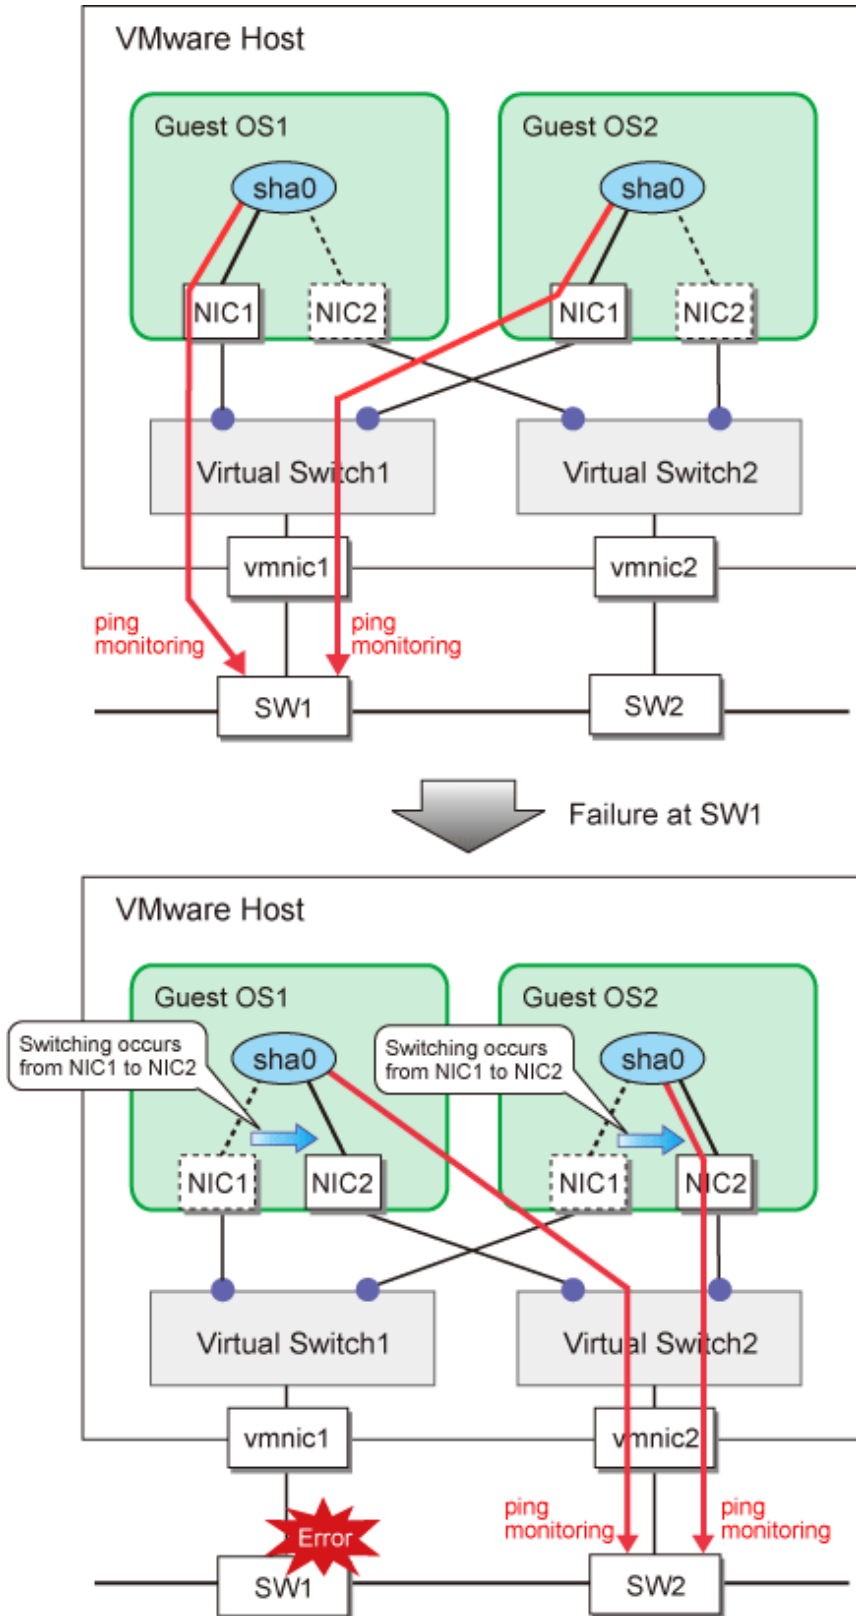 VMware Host
Guest OS1
Guest OS2
sha0
sha0
NIC1
NIC2
NIC1
NIC2
Virtual Switch1
Virtual Switch2
vmnic1
vmnic2
ping
monitoring
ping
monitoring
SW1
SW2
Failure at SW1
VMware Host
Guest OS1
Guest OS2
Switching occurs
from NIC1 to NIC2
sha0
Switching occurs
from NIC1 to NIC2
sha0
NIC1
NIC2
NIC1
NIC2
Virtual Switch1
Virtual Switch2
vmnic1
vmnic2
Error
ping
monitoring
ping
monitoring
SW1
SW2